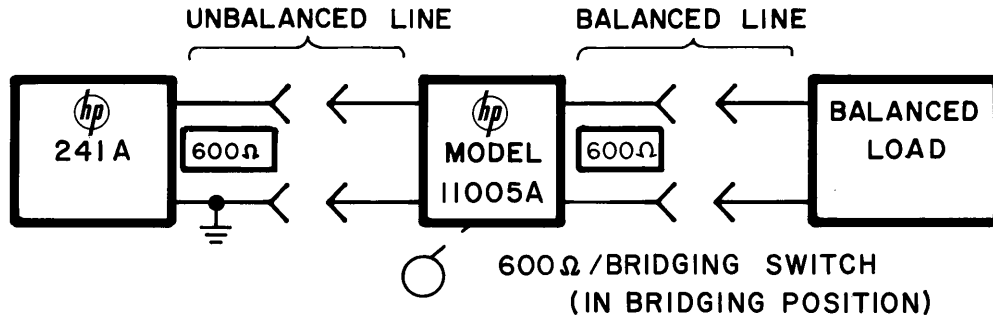 UNBALANCED LINE
BALANCED LINE
hp
241A
600Ω
hp
MODEL
11005A
600Ω
BALANCED
LOAD
600Ω/BRIDGING SWITCH
(IN BRIDGING POSITION)